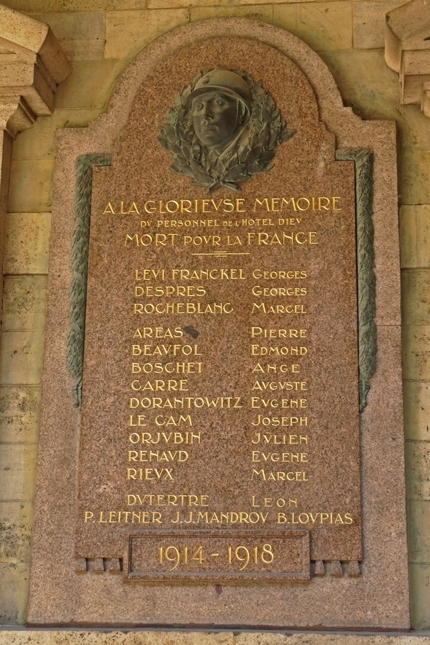 A LA GLORIEVSE MEMOIRE
DV PERSONNEL DE L'HOTEL DIEV
MORT POVR LA FRANCE
LEVI FRANCKEL GEORGES
DESPRES GEORGES
ROCHEBLANC MARCEL
AREAS PIERRE
BEAVFOL EDMOND
BOSCHET ANGE
CARRE AVGVSTE
DORANTOWITZ EVGENE
LE CAM JOSEPH
ORJVBIN JVLIEN
RENAVD EVGENE
RIEVX MARCEL
DVTERTRE LEON
P. LEITNER J.J. MANDROV B. LOVPIAS
1914-1918